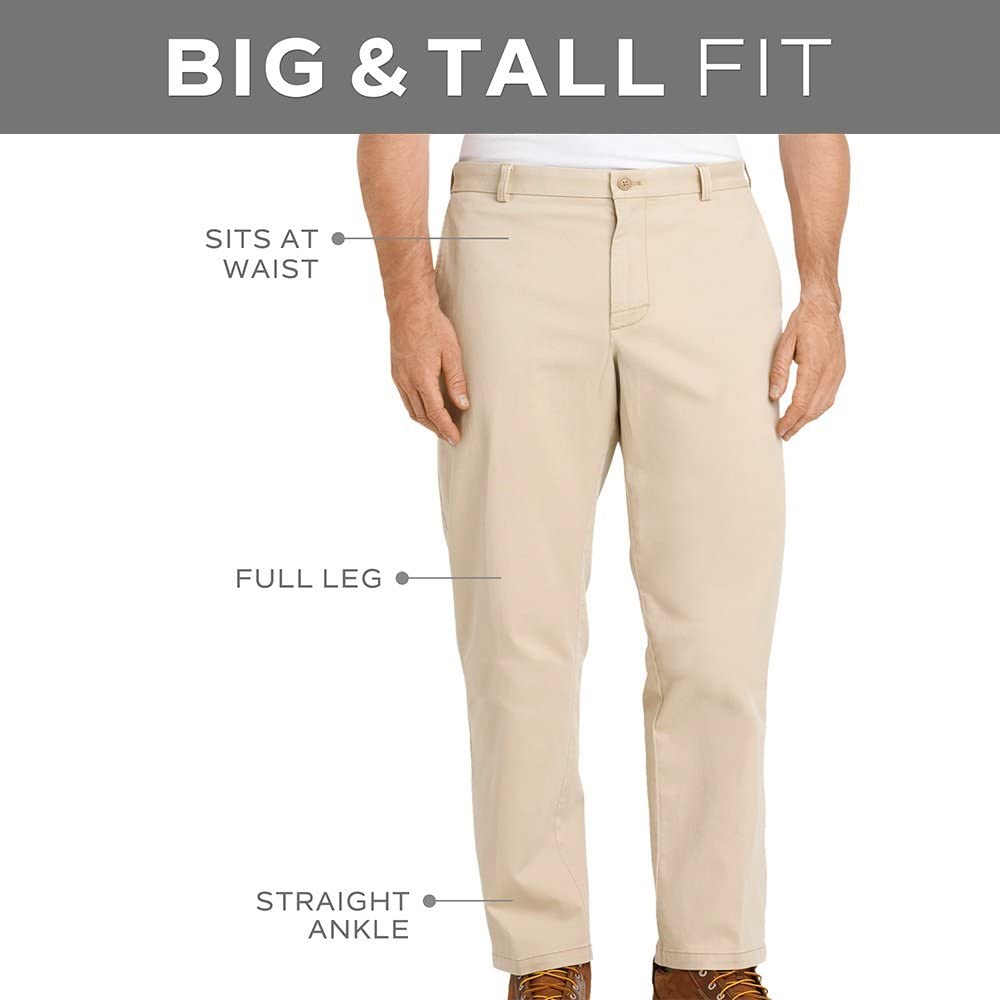 BIG & TALL FIT
SITS AT
WAIST
FULL LEG
STRAIGHT
ANKLE